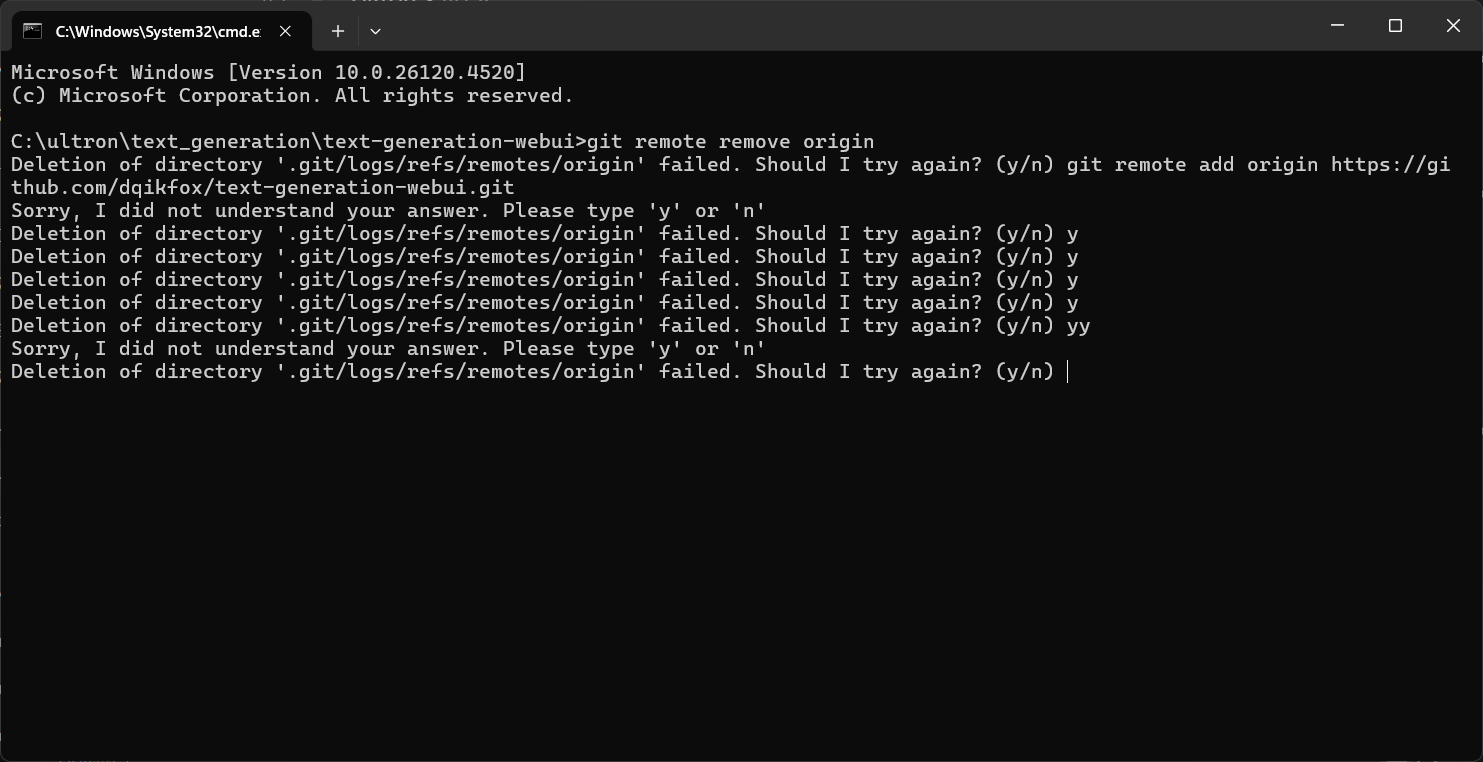 C:\Windows\System32\cmd.e
Microsoft Windows [Version 10.0.26120.4520]
(c) Microsoft Corporation. All rights reserved.
C:\ultron\text_generation\text-generation-webui>git remote remove origin
Deletion of directory '.git/logs/refs/remotes/origin' failed. Should I try again? (y/n) git remote add origin https://gi
thub.com/dqikfox/text-generation-webui.git
Sorry, I did not understand your answer. Please type 'y' or 'n'
Deletion of directory '.git/logs/refs/remotes/origin' failed. Should I try again? (y/n) y
Deletion of directory '.git/logs/refs/remotes/origin' failed. Should I try again? (y/n) y
Deletion of directory '.git/logs/refs/remotes/origin' failed. Should I try again? (y/n) y
Deletion of directory '.git/logs/refs/remotes/origin' failed. Should I try again? (y/n) y
Deletion of directory '.git/logs/refs/remotes/origin' failed. Should I try again? (y/n) yy
Sorry, I did not understand your answer. Please type 'y' or 'n'
Deletion of directory '.git/logs/refs/remotes/origin' failed. Should I try again? (y/n)